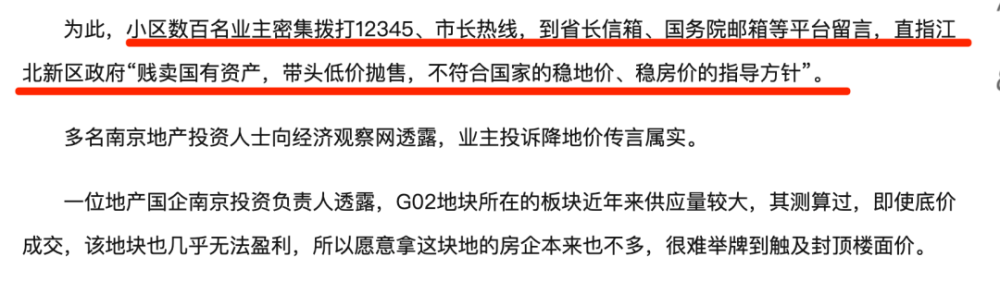 为此，小区数百名业主密集拨打12345、市长热线，到省长信箱、国务院邮箱等平台留言，直指江
北新区政府“贱卖国有资产，带头低价抛售，不符合国家的稳地价、稳房价的指导方针”。
多名南京地产投资人士向经济观察网透露，业主投诉降地价传言属实。
一位地产国企南京投资负责人透露，G02地块所在的板块近年来供应量较大，其测算过，即使底价
成交，该地块也几乎无法盈利，所以愿意拿这块地的房企本来也不多，很难举牌到触及封顶楼面价。